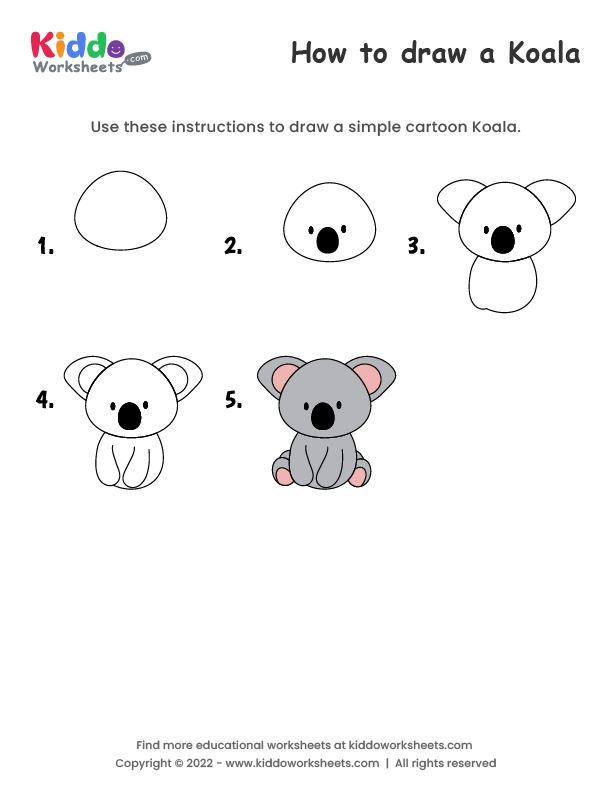 Kiddo
Worksheets .com
How to draw a Koala
Use these instructions to draw a simple cartoon Koala.
1.
2.
3.
4.
5.
Find more educational worksheets at kiddoworksheets.com
Copyright © 2022 - www.kiddoworksheets.com | All rights reserved